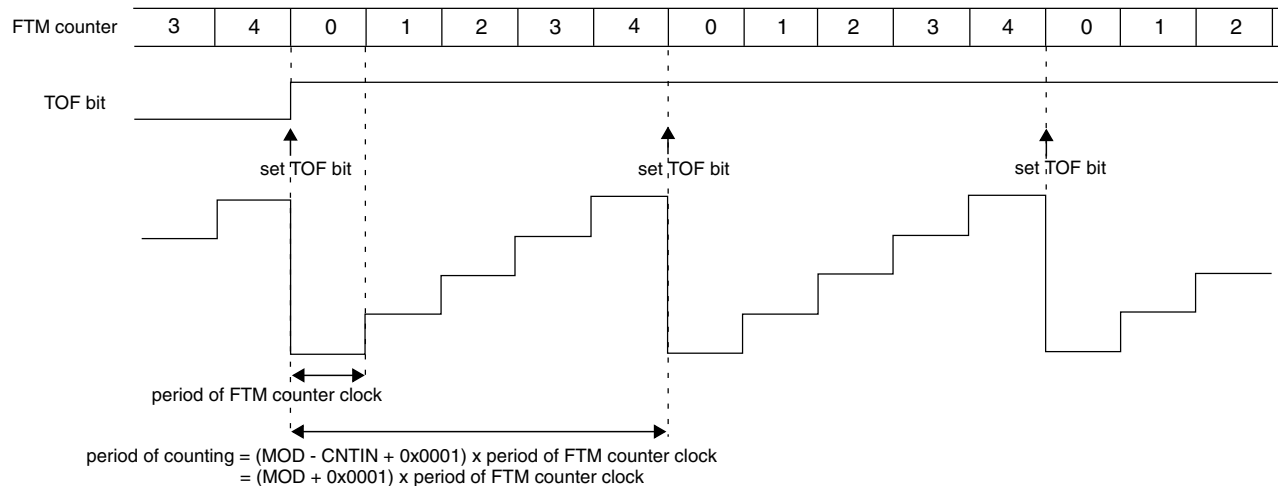 FTM counter 3 4 0 1 2 3 4 0 1 2 3 4 0 1 2
TOF bit
set TOF bit set TOF bit set TOF bit
period of FTM counter clock
period of counting = (MOD - CNTIN + 0x0001) x period of FTM counter clock
= (MOD + 0x0001) x period of FTM counter clock